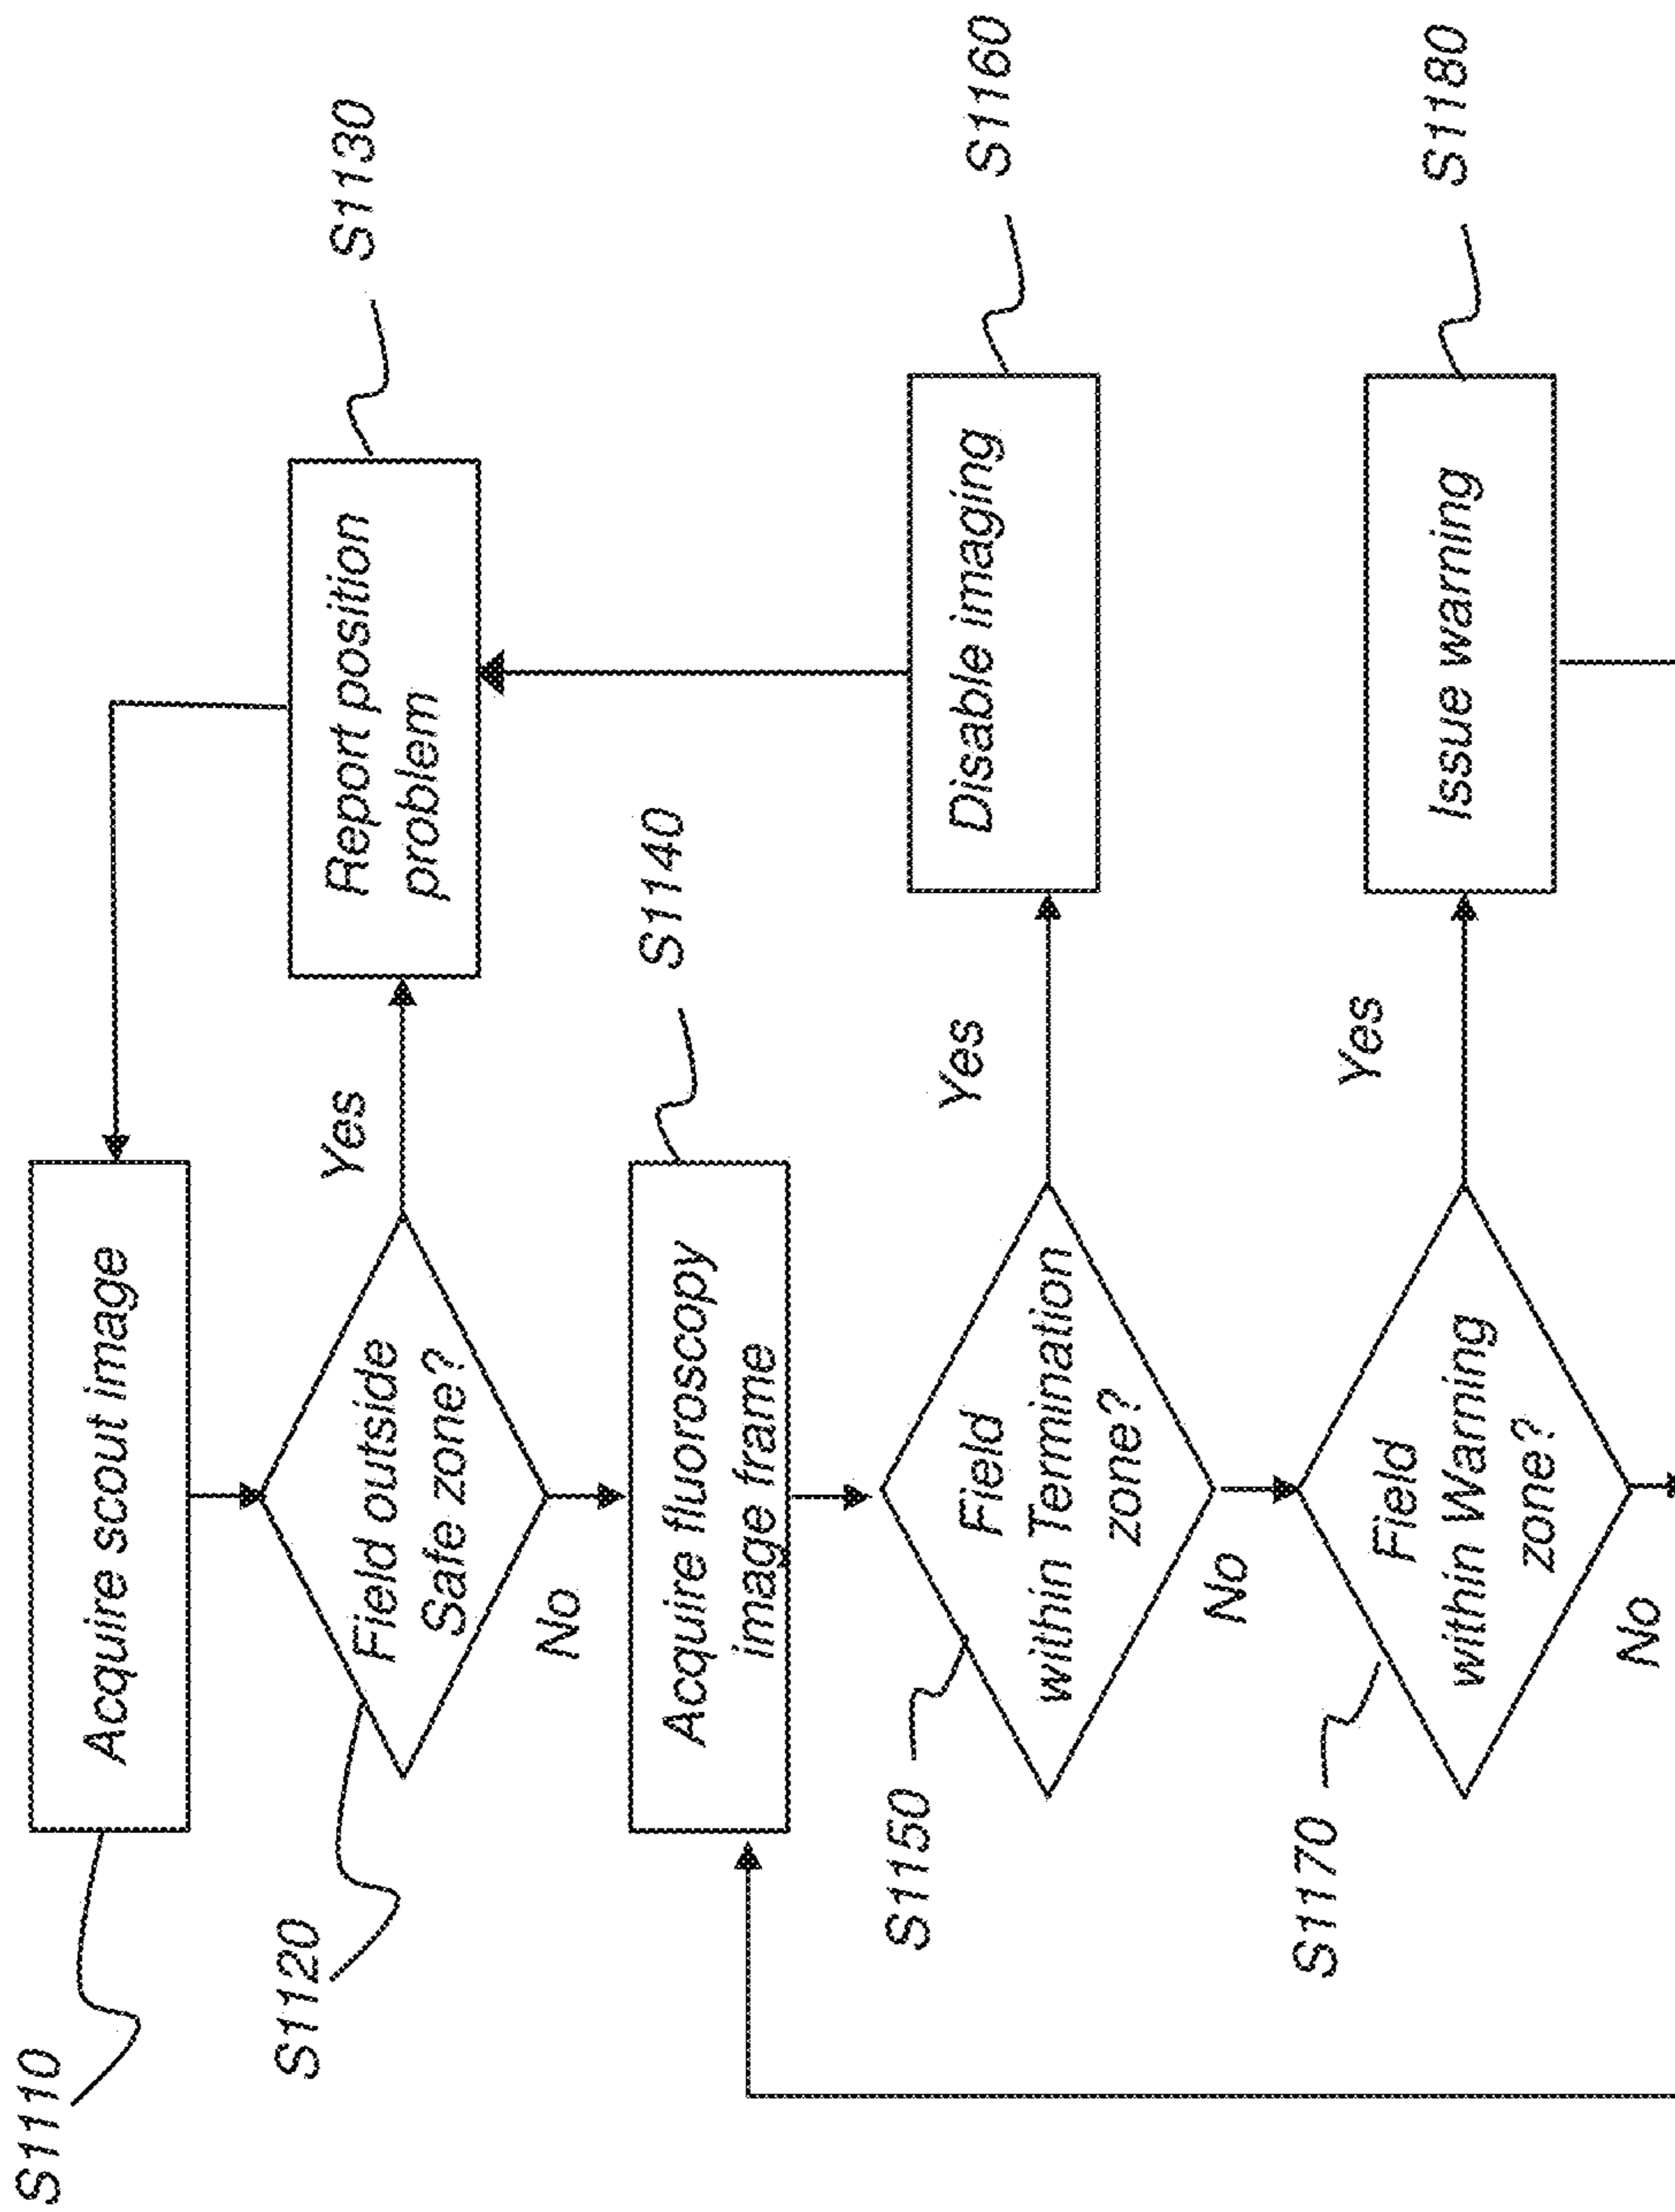 S1110
Acquire scout image
S1120
Field outside
Safe zone?
Yes
No
Report position
problem
S1130
Acquire fluoroscopy
image frame
S1140
S1150
Field
within Termination
zone?
Yes
No
Disable imaging
S1160
S1170
Field
within Warning
zone?
Yes
No
Issue warning
S1180